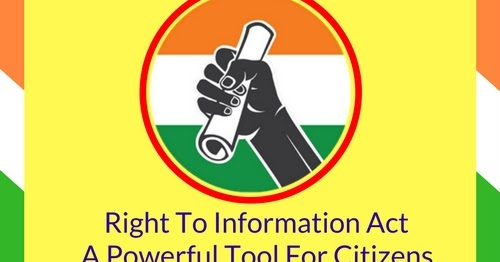 Right To Information Act
A Powerful Tool For Citizens